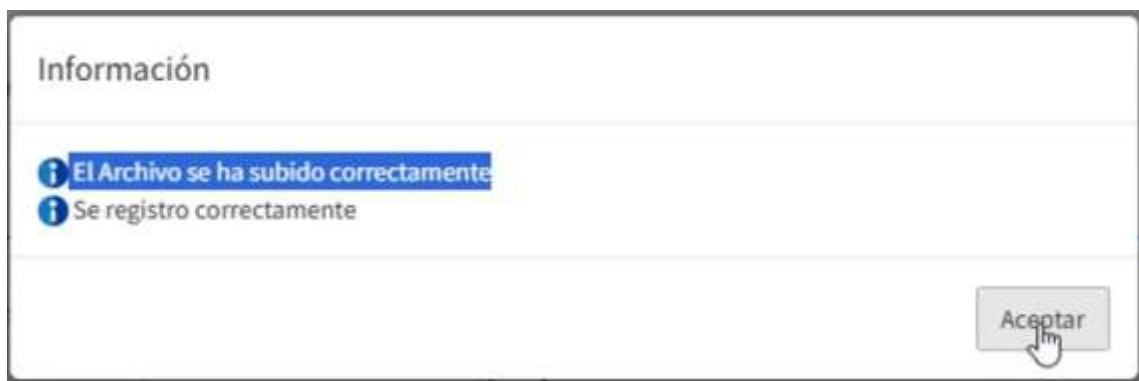 Información
El Archivo se ha subido correctamente
Se registro correctamente
Aceptar